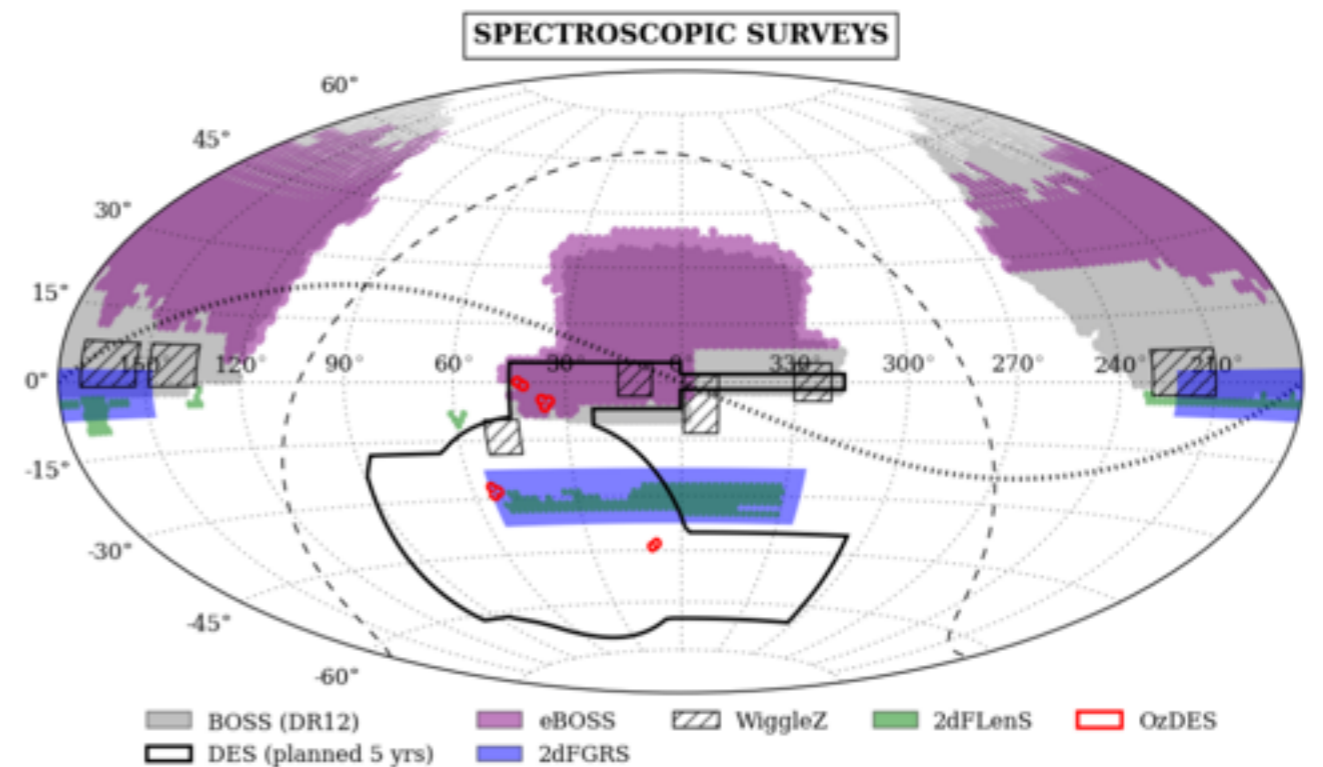 SPECTROSCOPIC SURVEYS
60°
45°
30°
15°
0°
150°
120°
90°
60°
30°
0°
330°
300°
270°
240°
210°
-15°
-30°
-45°
-60°
BOSS (DR12)
eBOSS
WiggleZ
2dFLenS
OzDES
DES (planned 5 yrs)
2dFGRS